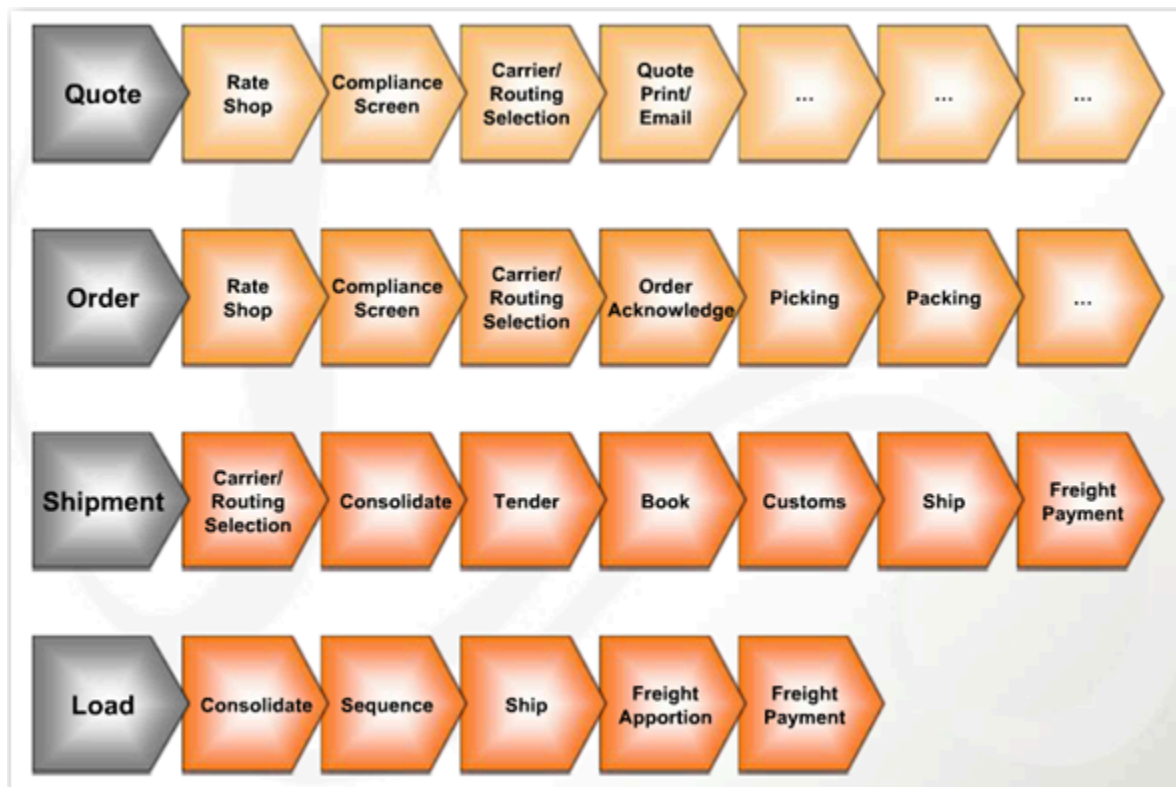 Quote
Rate
Shop
Compliance
Screen
Carrier/
Routing
Selection
Quote
Print/
Email
...
...
...
Order
Rate
Shop
Compliance
Screen
Carrier/
Routing
Selection
Order
Acknowledge
Picking
Packing
...
Shipment
Carrier/
Routing
Selection
Consolidate
Tender
Book
Customs
Ship
Freight
Payment
Load
Consolidate
Sequence
Ship
Freight
Apportion
Freight
Payment